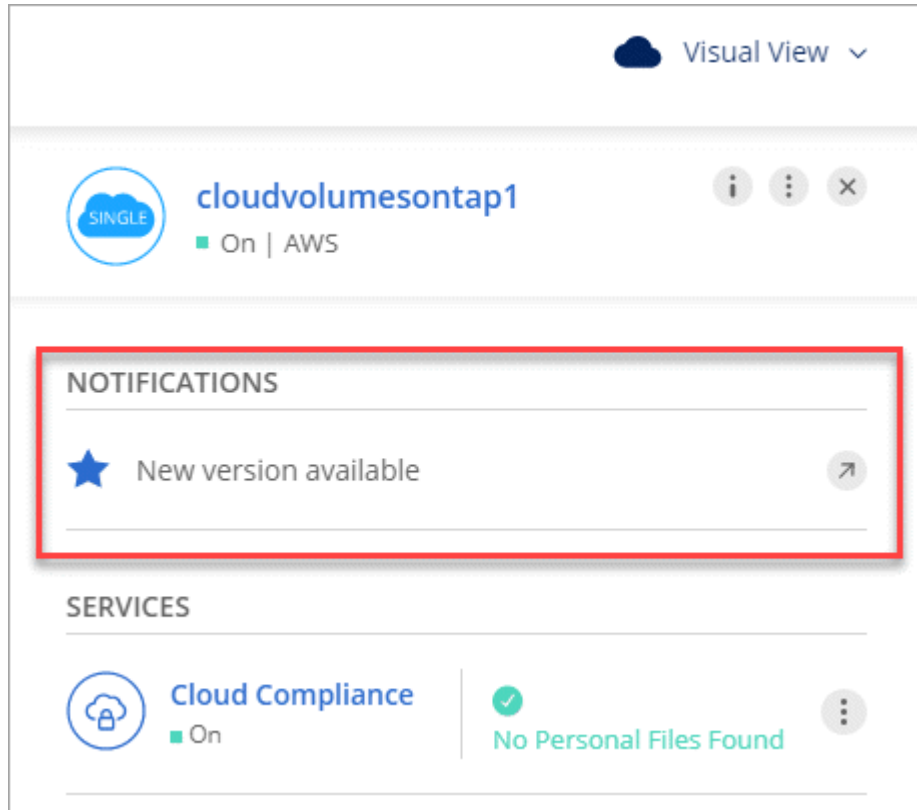 Visual View
SINGLE
cloudvolumesontap1
On | AWS
NOTIFICATIONS
New version available
SERVICES
Cloud Compliance
On
No Personal Files Found